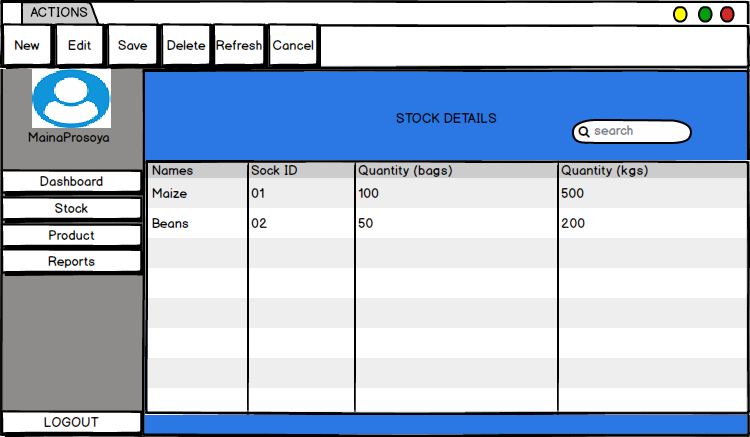 ACTIONS
New Edit Save Delete Refresh Cancel
MainaProsoya
Dashboard
Stock
Product
Reports
LOGOUT
STOCK DETAILS
search
Names Sock ID Quantity (bags) Quantity (kgs)
Maize 01 100 500
Beans 02 50 200